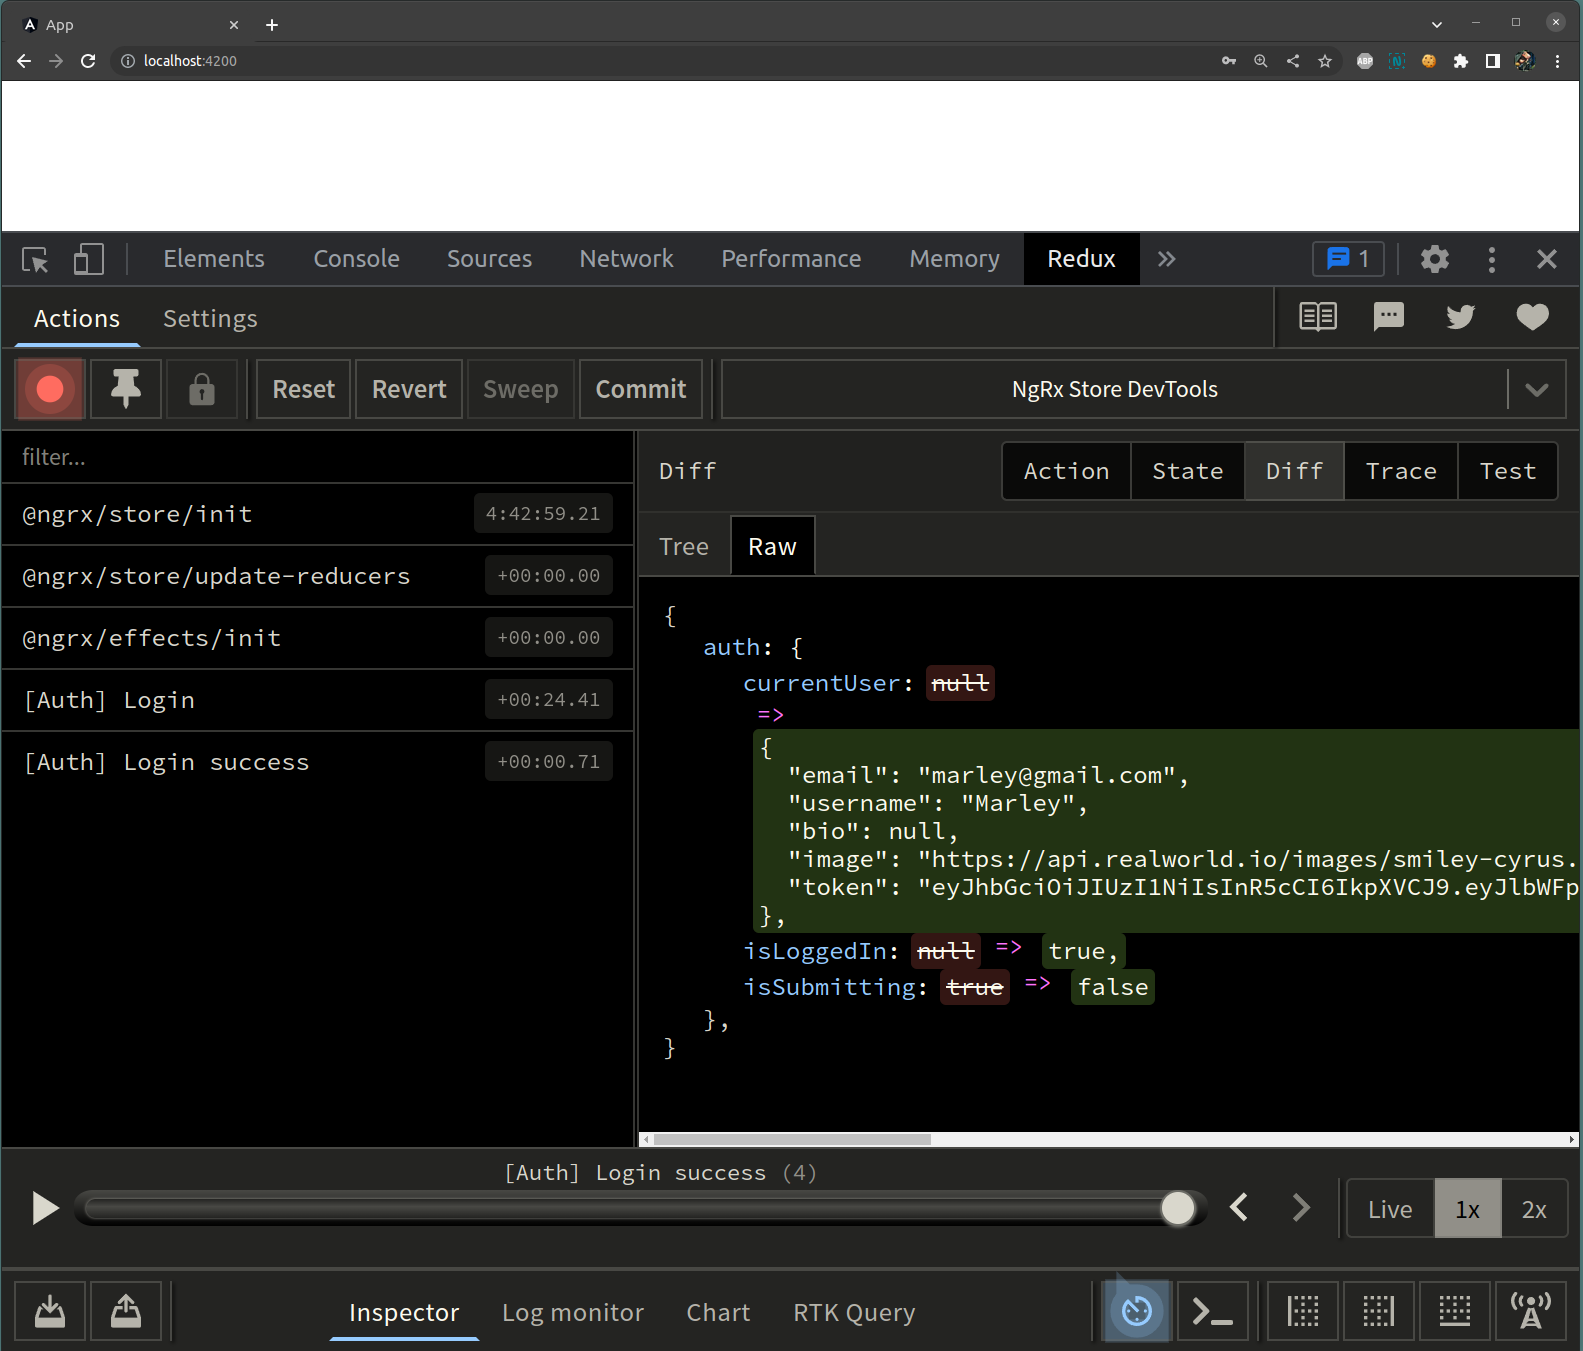 App
localhost:4200
ABP
N
Elements Console Sources Network Performance Memory Redux 1
Actions Settings
Reset Revert Sweep Commit NgRx Store DevTools
filter...
@ngrx/store/init 4:42:59.21
@ngrx/store/update-reducers +00:00.00
@ngrx/effects/init +00:00.00
[Auth] Login +00:24.41
[Auth] Login success +00:00.71
Diff Action State Diff Trace Test
Tree Raw
{
auth: {
currentUser: null
=>
{
"email": "marley@gmail.com",
"username": "Marley",
"bio": null,
"image": "https://api.realworld.io/images/smiley-cyrus.
"token": "eyJhbGciOiJIUzI1NiIsInR5cCI6IkpXVCJ9.eyJlbWFp
},
isLoggedIn: null => true,
isSubmitting: true => false
},
}
[Auth] Login success (4)
Live 1x 2x
Inspector Log monitor Chart RTK Query